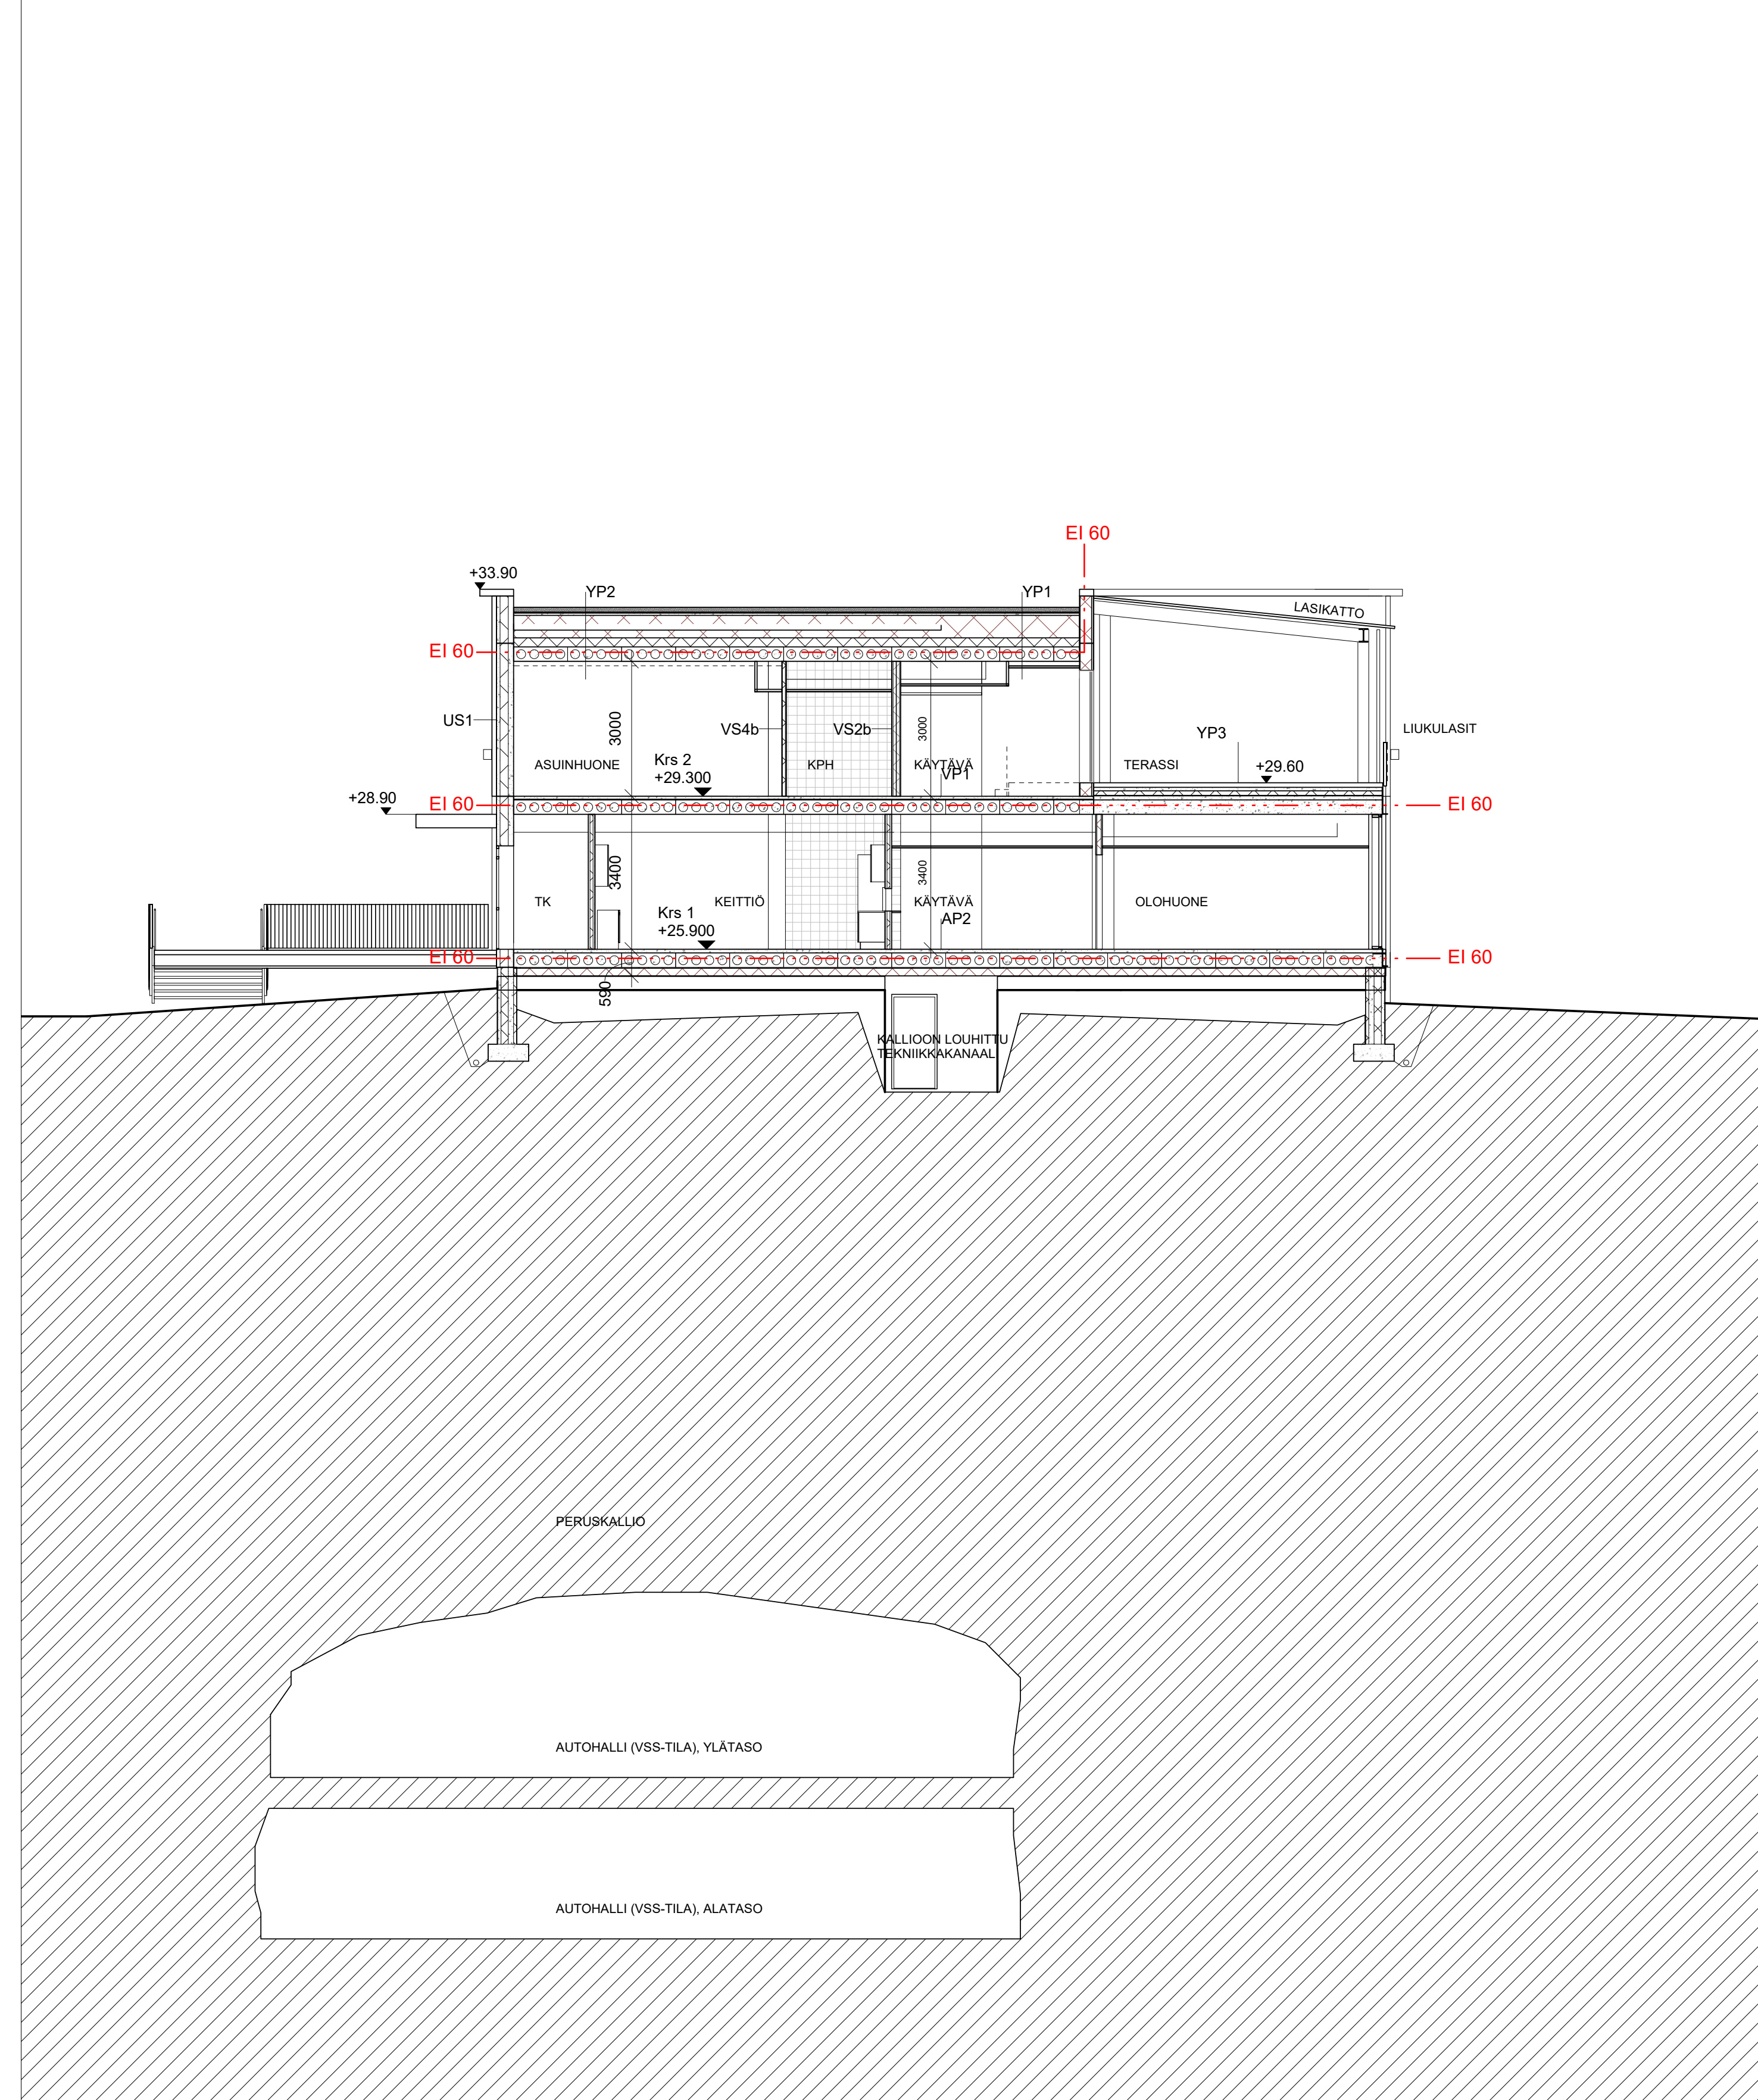 EI 60
+33.90
YP2
YP1
LASIKATTO
EI 60
US1
3000
VS4b
VS2b
3000
YP3
LIUKULASIT
ASUINHUONE
Krs 2
+29.300
KPH
KÄYTÄVÄ
VP1
TERASSI
+29.60
+28.90
EI 60
EI 60
3400
3400
TK
KEITTIÖ
KÄYTÄVÄ
OLOHUONE
Krs 1
+25.900
AP2
EI 60
EI 60
590
KALLIOON LOUHITTU
TEKNIIKKAKANAAL
PERUSKALLIO
AUTOHALLI (VSS-TILA), YLÄTASO
AUTOHALLI (VSS-TILA), ALATASO